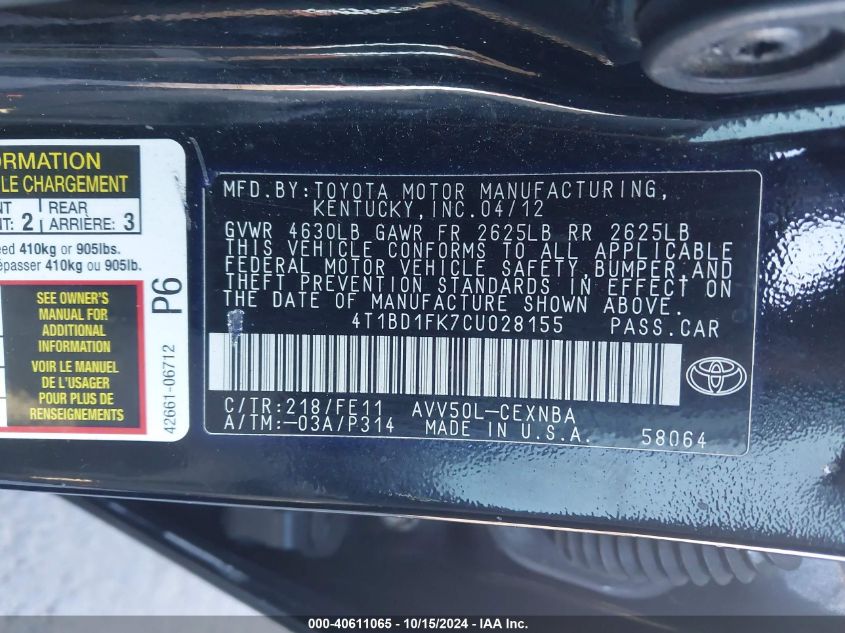 ORMATION
LE CHARGEMENT
NT 2 REAR 3
NT: ARRIÈRE:
eed 410kg or 905lbs.
épasser 410kg ou 905lb.
SEE OWNER'S
MANUAL FOR
ADDITIONAL
INFORMATION
VOIR LE MANUEL
DE L'USAGER
POUR PLUS DE
RENSEIGNEMENTS
P6
42661-06712
MFD.BY:TOYOTA MOTOR MANUFACTURING,
KENTUCKY,INC.04/12
GVWR 4630LB GAWR FR 2625LB RR 2625LB
THIS VEHICLE CONFORMS TO ALL APPLICABLE
FEDERAL MOTOR VEHICLE SAFETY,BUMPER,AND
THEFT PREVENTION STANDARDS IN EFFECT ON
THE DATE OF MANUFACTURE SHOWN ABOVE.
4T1BD1FK7CU028155 PASS.CAR
C/TR:218/FE11 AVV50L-CEXNBA
A/TM:-03A/P314 MADE IN U.S.A. 58064
000-40611065 - 10/15/2024 - IAA Inc.